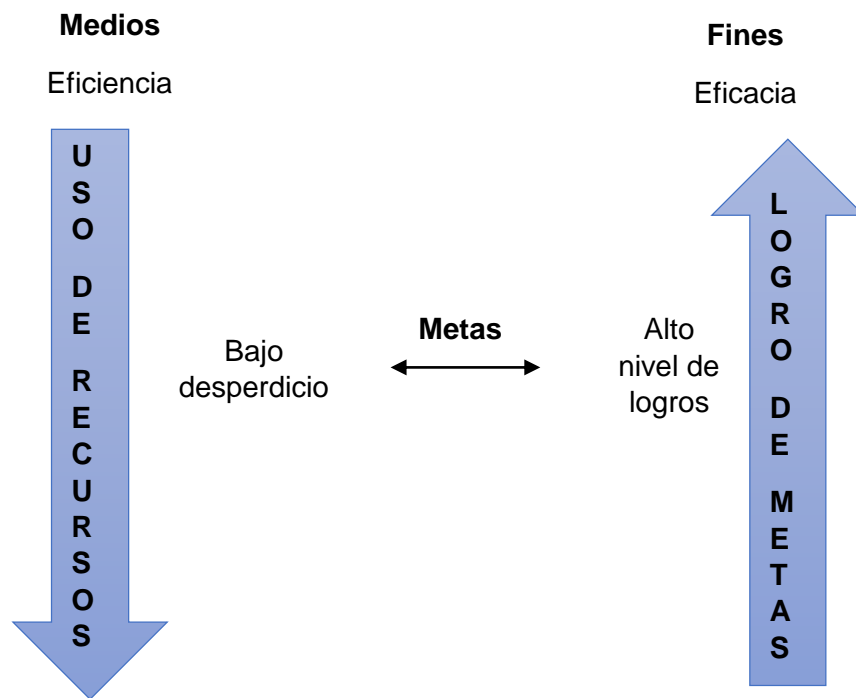 Medios
Eficiencia
USO DE RECURSOS
Bajo
desperdicio
Metas
Fines
Eficacia
Alto
nivel de
logros
LOGRO DE METAS